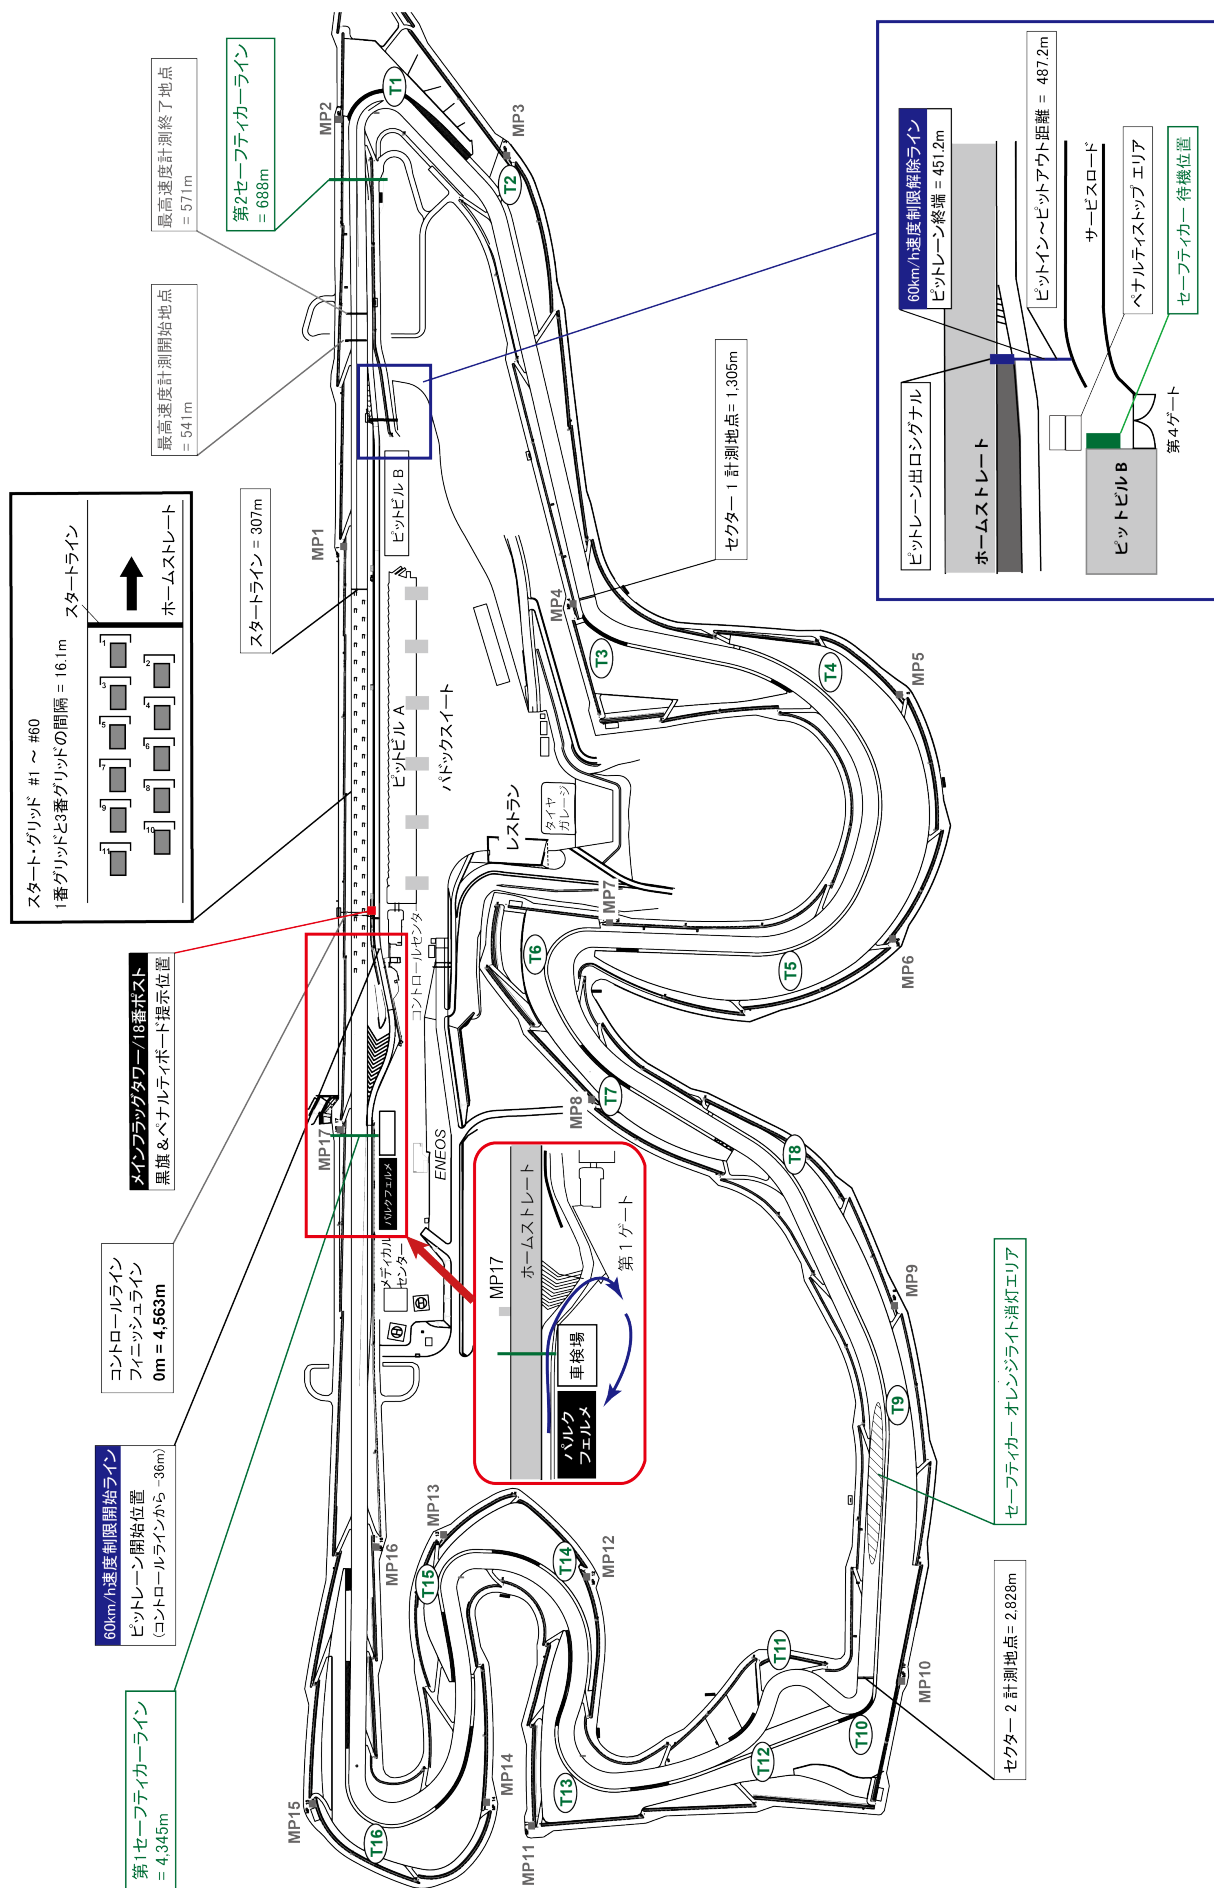 スタート・グリッド #1 ～ #60
1番グリッドと3番グリッドの間隔 = 16.1m
スタートライン
ホームストレート
1
2
3
4
5
6
7
8
9
10
11
最高速度計測終了地点
= 571m
第2セーフティカーライン
= 688m
最高速度計測開始地点
= 541m
スタートライン = 307m
メインフラッグタワー/18番ポスト
黒旗＆ペナルティボード提示位置
コントロールライン
フィニッシュライン
0m = 4,563m
60km/h速度制限開始ライン
ピットレーン開始位置
(コントロールラインから -36m)
第1セーフティカーライン
= 4,345m
セクター 1 計測地点= 1,305m
セクター 2 計測地点= 2,828m
セーフティカー オレンジライト消灯エリア
60km/h速度制限解除ライン
ピットレーン終端 = 451.2m
ピットイン～ピットアウト距離 = 487.2m
サービスロード
ペナルティストップ エリア
セーフティカー 待機位置
ピットレーン出口シグナル
ホームストレート
ピットビル B
第4ゲート
MP17
ホームストレート
第1ゲート
車検場
パルク
フェルメ
ピットビル B
ピットビル A
パドックスイート
レストラン
タイヤ
ガレージ
コントロールセンター
ENEOS
パルクフェルメ
メディカル
センター
MP1
MP2
MP3
MP4
MP5
MP6
MP7
MP8
MP9
MP10
MP11
MP12
MP13
MP14
MP15
MP16
MP17
T1
T2
T3
T4
T5
T6
T7
T8
T9
T10
T11
T12
T13
T14
T15
T16